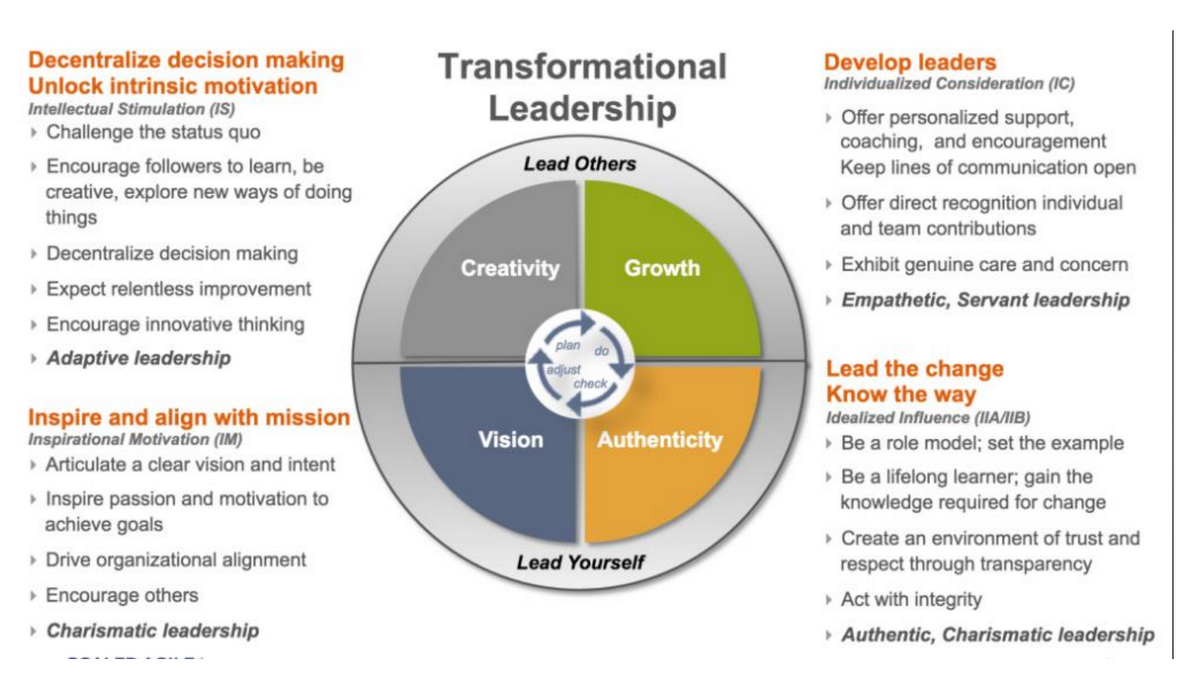 Transformational
Leadership
Decentralize decision making
Unlock intrinsic motivation
Intellectual Stimulation (IS)
Challenge the status quo
Encourage followers to learn, be
creative, explore new ways of doing
things
Decentralize decision making
Expect relentless improvement
Encourage innovative thinking
Adaptive leadership
Inspire and align with mission
Inspirational Motivation (IM)
Articulate a clear vision and intent
Inspire passion and motivation to
achieve goals
Drive organizational alignment
Encourage others
Charismatic leadership
Lead Others
Creativity
Growth
plan
do
adjust
check
Vision
Authenticity
Lead Yourself
Develop leaders
Individualized Consideration (IC)
Offer personalized support,
coaching, and encouragement
Keep lines of communication open
Offer direct recognition individual
and team contributions
Exhibit genuine care and concern
Empathetic, Servant leadership
Lead the change
Know the way
Idealized Influence (IIA/IIB)
Be a role model; set the example
Be a lifelong learner; gain the
knowledge required for change
Create an environment of trust and
respect through transparency
Act with integrity
Authentic, Charismatic leadership